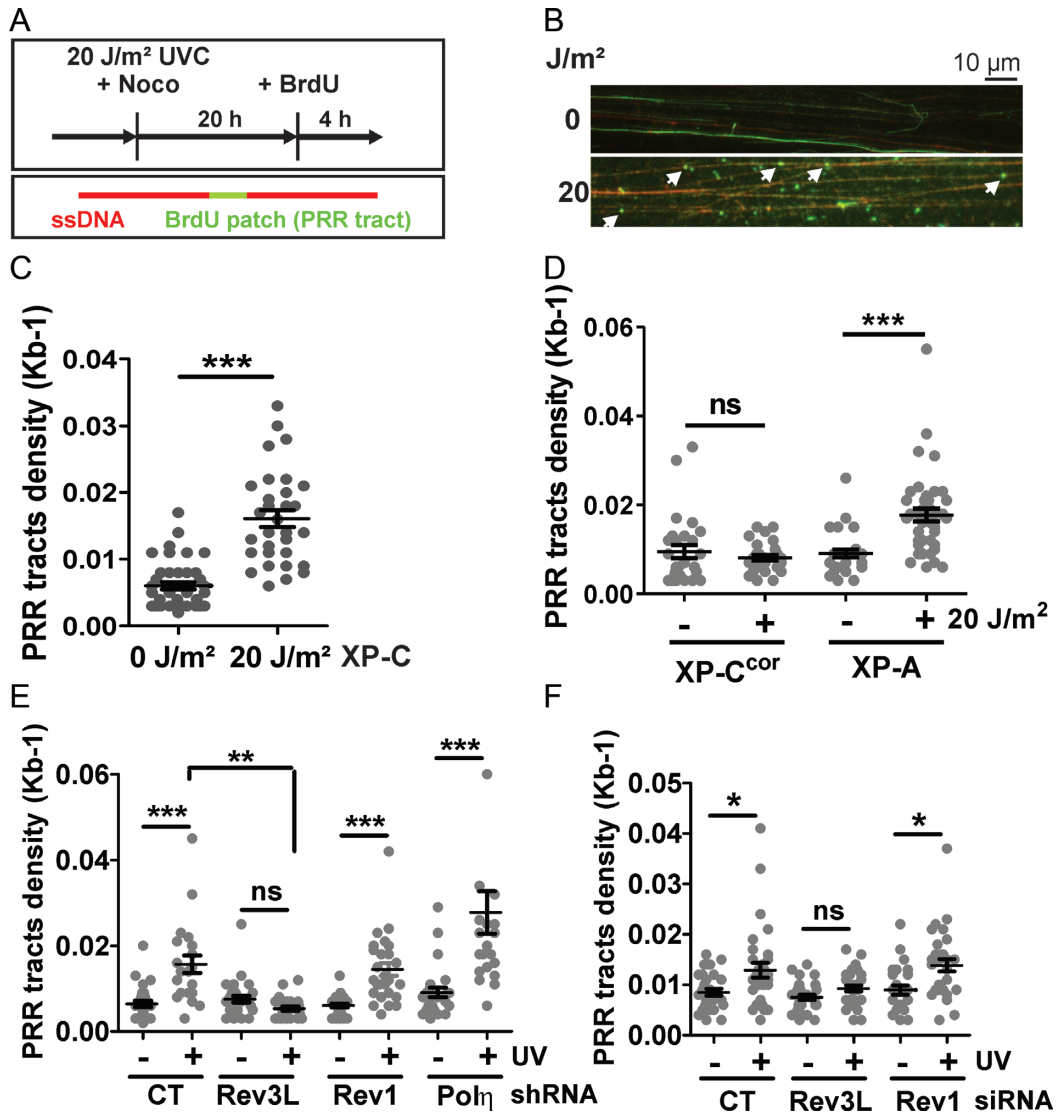 A
20 J/m² UVC
+ Noco + BrdU
20 h 4 h
ssDNA BrdU patch (PRR tract)
B
J/m²
10 µm
0
20
C
PRR tracts density (Kb-1)
0.04
0.03
0.02
0.01
0.00
***
0 J/m² 20 J/m² XP-C
D
PRR tracts density (Kb-1)
0.06
0.04
0.02
0.00
ns
***
- + - + 20 J/m²
XP-Ccor XP-A
E
PRR tracts density (Kb-1)
0.06
0.04
0.02
0.00
***
**
ns
***
***
- + - + - + - + UV
CT Rev3L Rev1 Polη shRNA
F
PRR tracts density (Kb-1)
0.05
0.04
0.03
0.02
0.01
0.00
*
ns
*
- + - + - + UV
CT Rev3L Rev1 siRNA